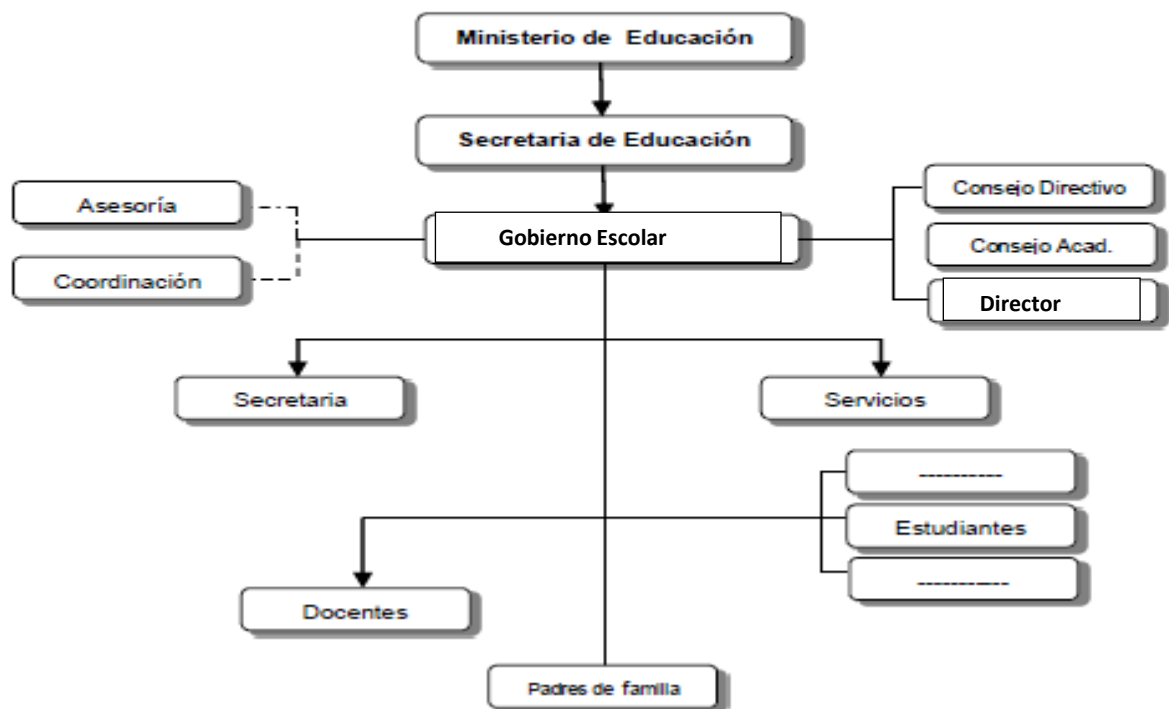 Ministerio de Educación
Secretaria de Educación
Asesoría
Consejo Directivo
Gobierno Escolar
Consejo Acad.
Coordinación
Director
Secretaria
Servicios
----------
Estudiantes
-----------
Docentes
Padres de familia